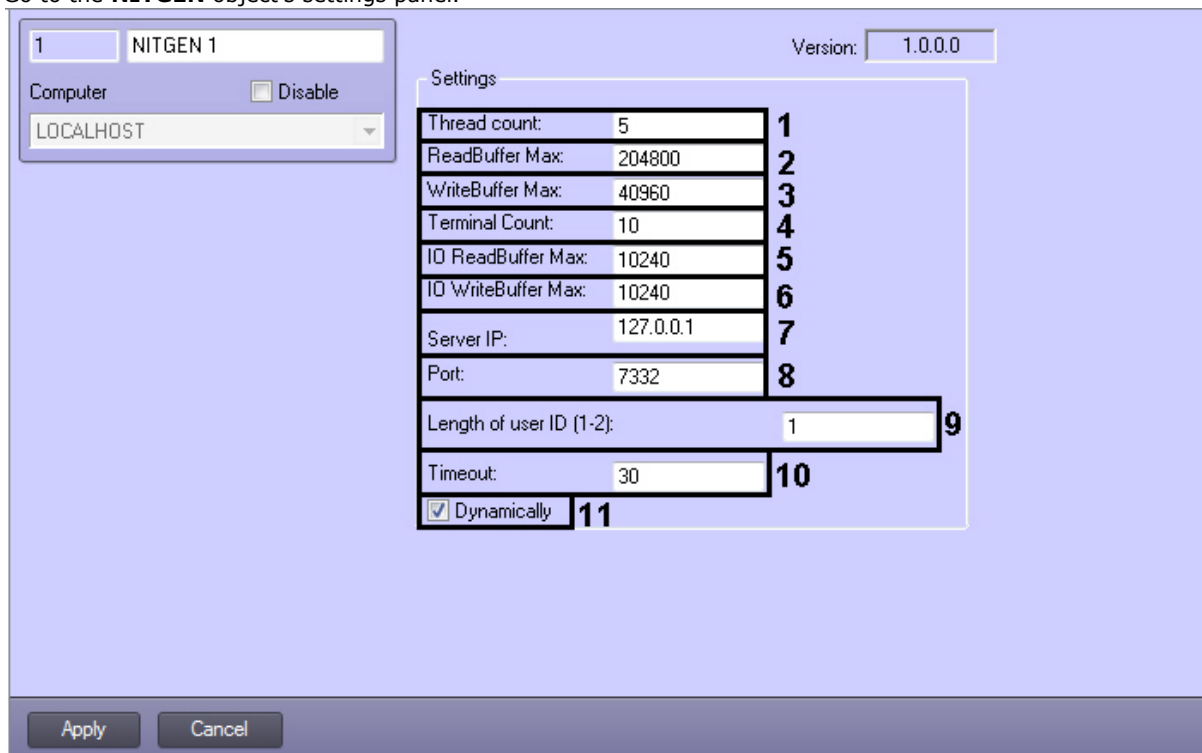 Go to the NITGEN object's settings panel.
1 NITGEN 1
Version: 1.0.0.0
Computer Disable
LOCALHOST
Settings
Thread count: 5 1
ReadBuffer Max: 204800 2
WriteBuffer Max: 40960 3
Terminal Count: 10 4
IO ReadBuffer Max: 10240 5
IO WriteBuffer Max: 10240 6
Server IP: 127.0.0.1 7
Port: 7332 8
Length of user ID (1-2): 1 9
Timeout: 30 10
Dynamically 11
Apply Cancel